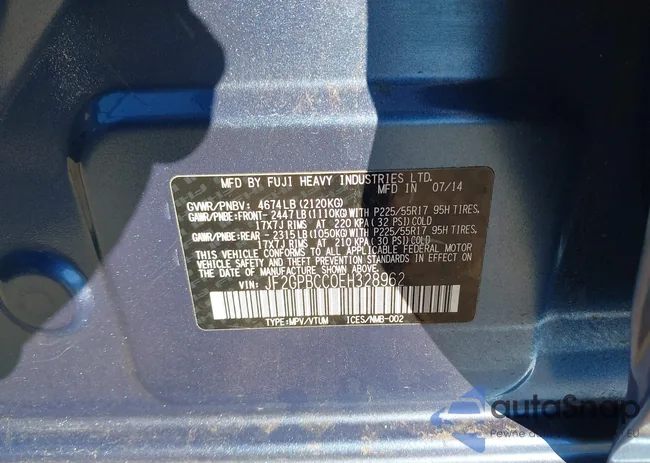 MFD BY FUJI HEAVY INDUSTRIES LTD.
MFD IN 07/14
GVWR/PNBV: 4674LB (2120KG)
GAWR/PNBE: FRONT- 2447LB (1110KG) WITH P225/55R17 95H TIRES,
17X7J RIMS AT 220KPA (32 PSI) COLD
GAWR/PNBE: REAR -2315LB (1050KG) WITH P225/55R17 95H TIRES,
17X7J RIMS AT 210KPA (30 PSI) COLD
THIS VEHICLE CONFORMS TO ALL APPLICABLE FEDERAL MOTOR
VEHICLE SAFETY AND THEFT PREVENTION STANDARDS IN EFFECT ON
THE DATE OF MANUFACTURE SHOWN ABOVE.
VIN: JF2GPBCC0EH328962
TYPE:MPV/VTUM ICES/NMB-002
autoSnap
Pewne